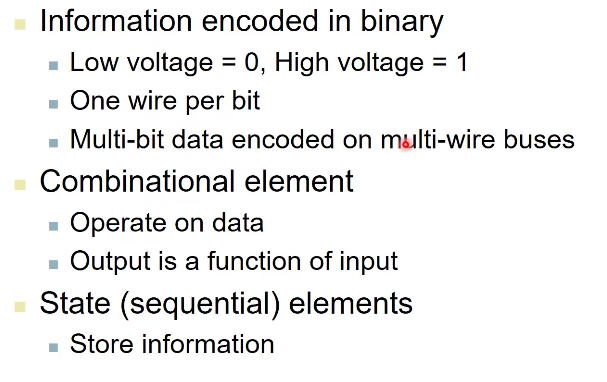 Information encoded in binary
Low voltage = 0, High voltage = 1
One wire per bit
Multi-bit data encoded on multi-wire buses
Combinational element
Operate on data
Output is a function of input
State (sequential) elements
Store information